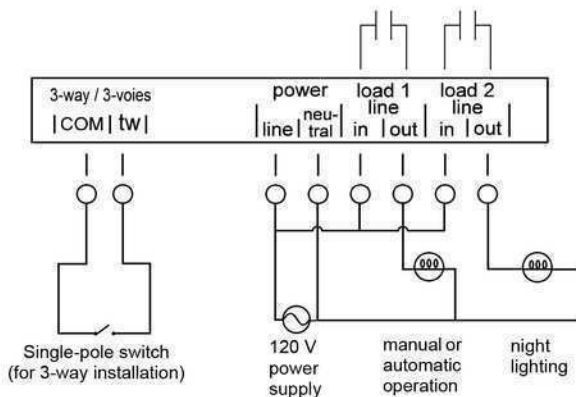 3-way / 3-voies
|COM| tw|
power
|line|neu-tral|
load 1
line
in |out|
load 2
line
in |out|
Single-pole switch
(for 3-way installation)
120 V
power
supply
manual or
automatic
operation
night
lighting